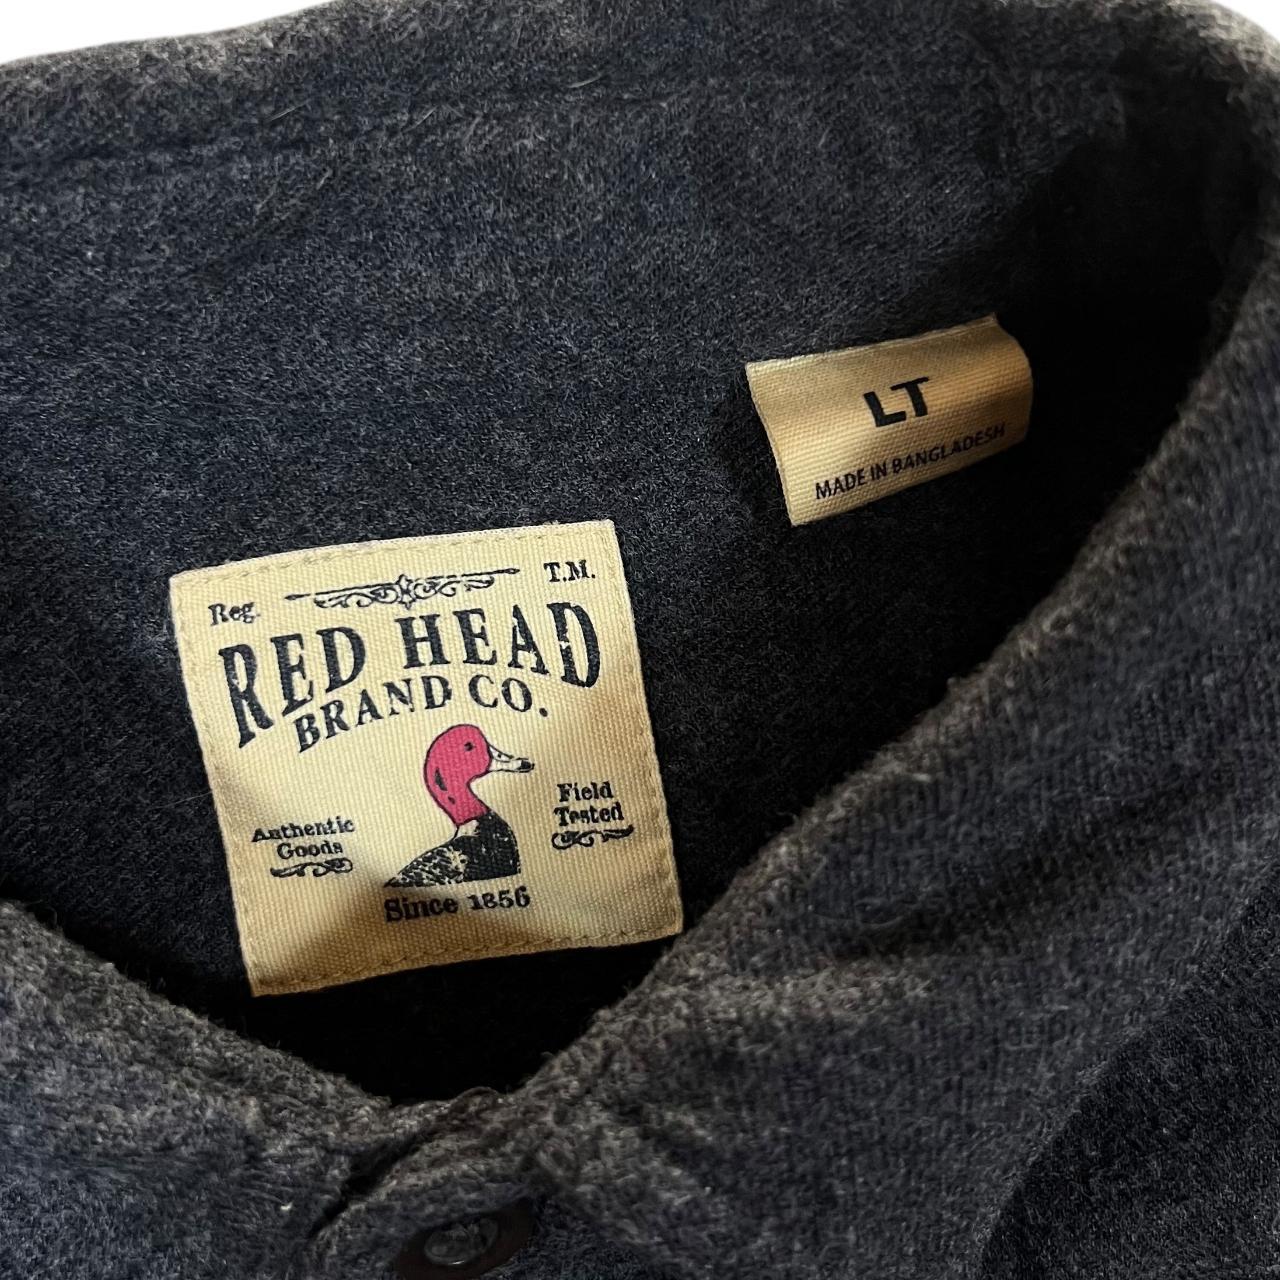 LT
MADE IN BANGLADESH
Reg.
T.M.
RED HEAD
BRAND CO.
Authentic
Goods
Field
Tested
Since 1856